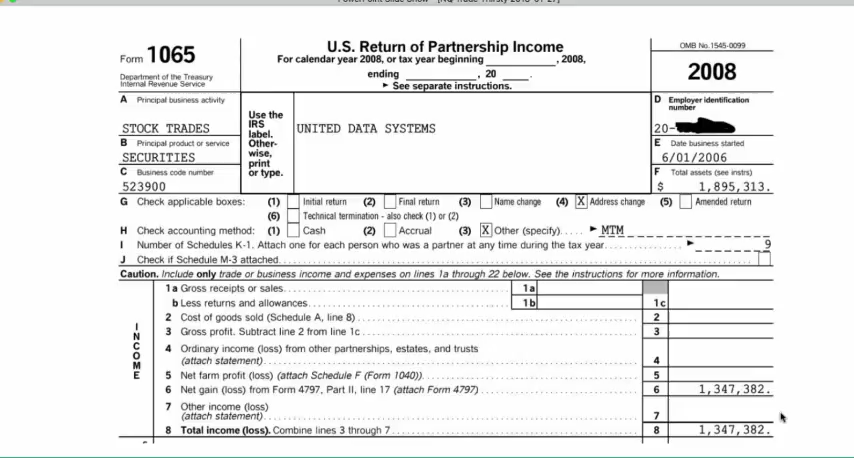 Form 1065
U.S. Return of Partnership Income
OMB No.1545-0099
For calendar year 2008, or tax year beginning , 2008,
Department of the Treasury
Internal Revenue Service
ending , 20 .
► See separate instructions.
2008
A Principal business activity
STOCK TRADES
B Principal product or service
SECURITIES
C Business code number
523900
Use the
IRS
label.
Other-
wise,
print
or type.
UNITED DATA SYSTEMS
D Employer identification
number
20-
E Date business started
6/01/2006
F Total assets (see instrs)
$ 1,895,313.
G Check applicable boxes: (1) Initial return (2) Final return (3) Name change (4) X Address change (5) Amended return
(6) Technical termination - also check (1) or (2)
H Check accounting method: (1) Cash (2) Accrual (3) X Other (specify)..... ► MTM
I Number of Schedules K-1. Attach one for each person who was a partner at any time during the tax year ► 9
J Check if Schedule M-3 attached
Caution. Include only trade or business income and expenses on lines 1a through 22 below. See the instructions for more information.
INCOME
1a Gross receipts or sales 1a
b Less returns and allowances 1b 1c
2 Cost of goods sold (Schedule A, line 8) 2
3 Gross profit. Subtract line 2 from line 1c 3
4 Ordinary income (loss) from other partnerships, estates, and trusts
(attach statement) 4
5 Net farm profit (loss) (attach Schedule F (Form 1040)) 5
6 Net gain (loss) from Form 4797, Part II, line 17 (attach Form 4797) 6 1,347,382.
7 Other income (loss)
(attach statement) 7
8 Total income (loss). Combine lines 3 through 7 8 1,347,382.